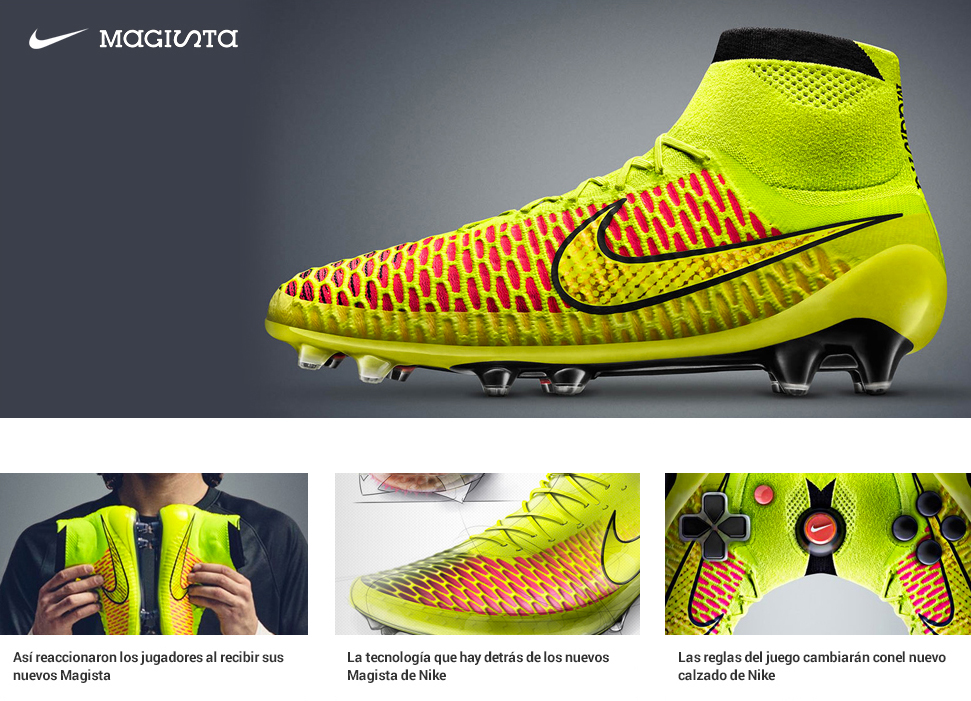 MAGISTA
MAGISTA
Así reaccionaron los jugadores al recibir sus
nuevos Magista
La tecnología que hay detrás de los nuevos
Magista de Nike
Las reglas del juego cambiarán conel nuevo
calzado de Nike